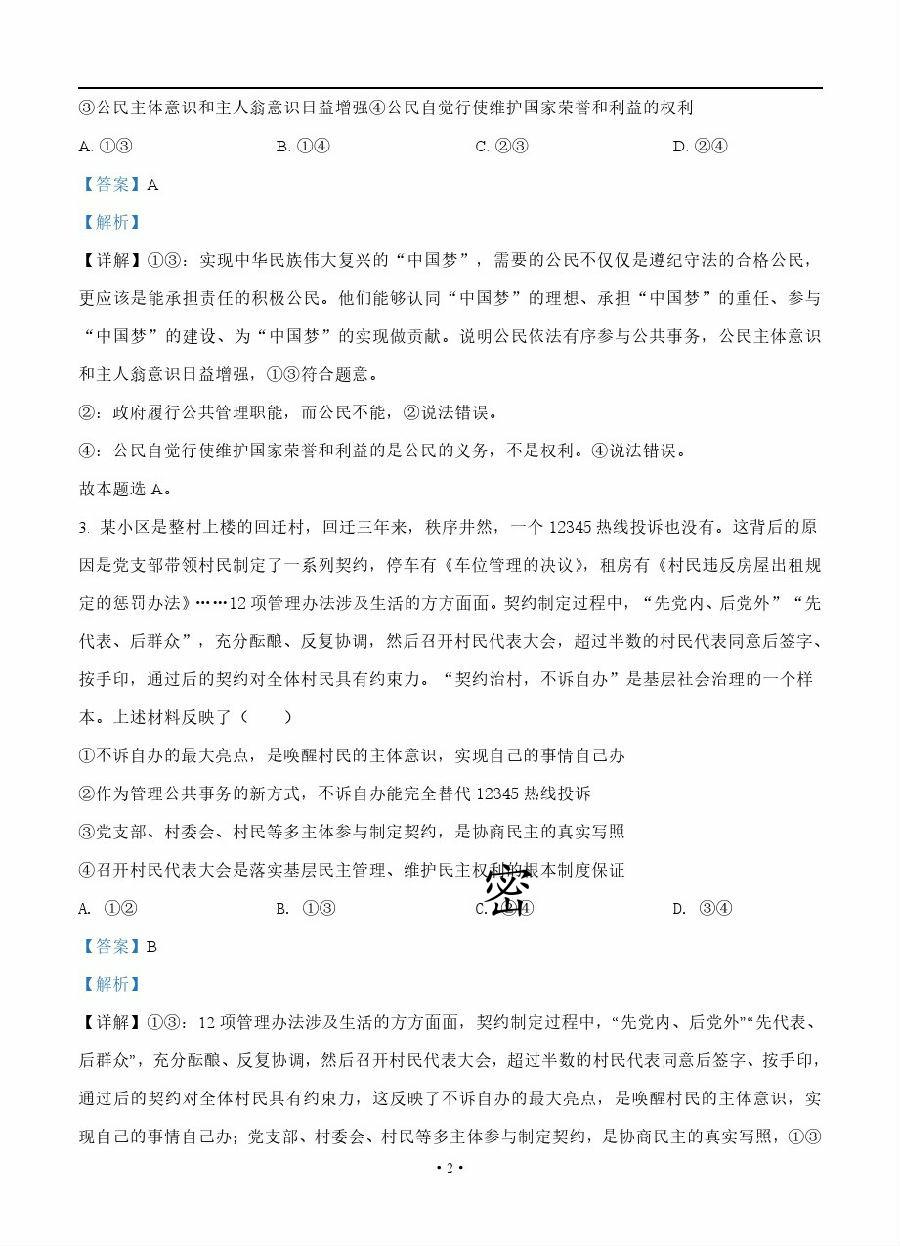 ③公民主体意识和主人翁意识日益增强④公民自觉行使维护国家荣誉和利益的权利
A. ①③ B. ①④ C. ②③ D. ②④
【答案】A
【解析】
【详解】①③：实现中华民族伟大复兴的“中国梦”，需要的公民不仅仅是遵纪守法的合格公民，
更应该是能承担责任的积极公民。他们能够认同“中国梦”的理想、承担“中国梦”的重任、参与
“中国梦”的建设、为“中国梦”的实现做贡献。说明公民依法有序参与公共事务，公民主体意识
和主人翁意识日益增强，①③符合题意。
②：政府履行公共管理职能，而公民不能，②说法错误。
④：公民自觉行使维护国家荣誉和利益的是公民的义务，不是权利。④说法错误。
故本题选 A。
3. 某小区是整村上楼的回迁村，回迁三年来，秩序井然，一个 12345 热线投诉也没有。这背后的原
因是党支部带领村民制定了一系列契约，停车有《车位管理的决议》，租房有《村民违反房屋出租规
定的惩罚办法》……12 项管理办法涉及生活的方方面面。契约制定过程中，“先党内、后党外”“先
代表、后群众”，充分酝酿、反复协调，然后召开村民代表大会，超过半数的村民代表同意后签字、
按手印，通过后的契约对全体村民具有约束力。“契约治村，不诉自办”是基层社会治理的一个样
本。上述材料反映了（　　）
①不诉自办的最大亮点，是唤醒村民的主体意识，实现自己的事情自己办
②作为管理公共事务的新方式，不诉自办能完全替代 12345 热线投诉
③党支部、村委会、村民等多主体参与制定契约，是协商民主的真实写照
④召开村民代表大会是落实基层民主管理、维护民主权利的根本制度保证
密
A. ①② B. ①③ C. ②④ D. ③④
【答案】B
【解析】
【详解】①③：12 项管理办法涉及生活的方方面面，契约制定过程中，“先党内、后党外”“先代表、
后群众”，充分酝酿、反复协调，然后召开村民代表大会，超过半数的村民代表同意后签字、按手印，
通过后的契约对全体村民具有约束力，这反映了不诉自办的最大亮点，是唤醒村民的主体意识，实
现自己的事情自己办；党支部、村委会、村民等多主体参与制定契约，是协商民主的真实写照，①③
• 2 •